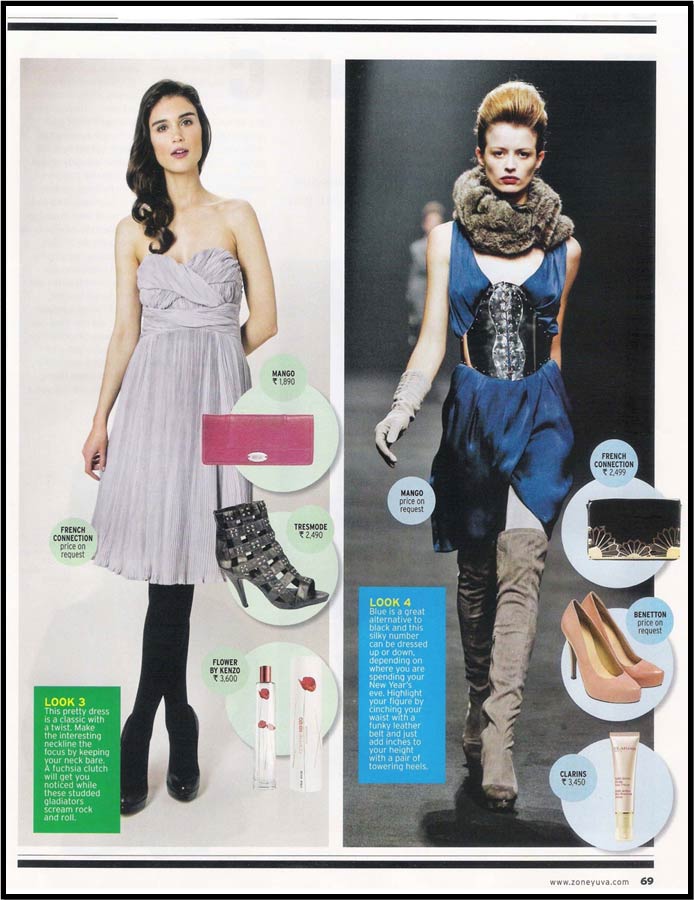 MANGO
₹ 1,890
FRENCH
CONNECTION
price on
request
TRESMODE
₹ 2,490
FLOWER
BY KENZO
₹ 3,600
LOOK 3
This pretty dress
is a classic with
a twist. Make
the interesting
neckline the
focus by keeping
your neck bare.
A fuchsia clutch
will get you
noticed while
these studded
gladiators
scream rock
and roll.
MANGO
price on
request
FRENCH
CONNECTION
₹ 2,499
LOOK 4
Blue is a great
alternative to
black and this
silky number
can be dressed
up or down,
depending on
where you are
spending your
New Year's
eve. Highlight
your figure by
cinching your
waist with a
funky leather
belt and just
add inches to
your height
with a pair of
towering heels.
BENETTON
price on
request
CLARINS
₹ 3,450
CLARINS
www.zoneyuva.com 69